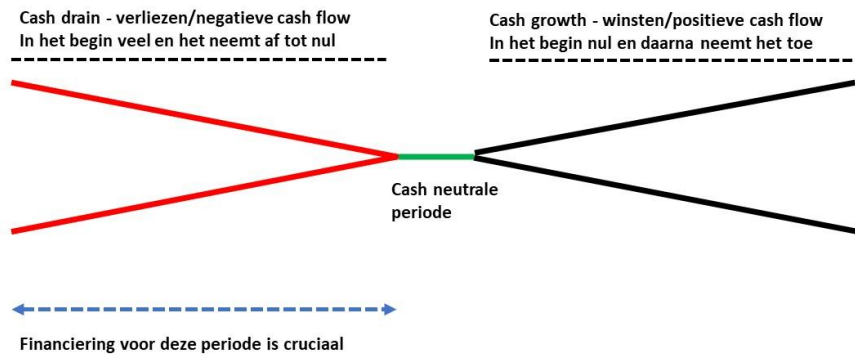 Cash drain - verliezen/negatieve cash flow
In het begin veel en het neemt af tot nul
Cash growth - winsten/positieve cash flow
In het begin nul en daarna neemt het toe
Cash neutrale
periode
Financiering voor deze periode is cruciaal